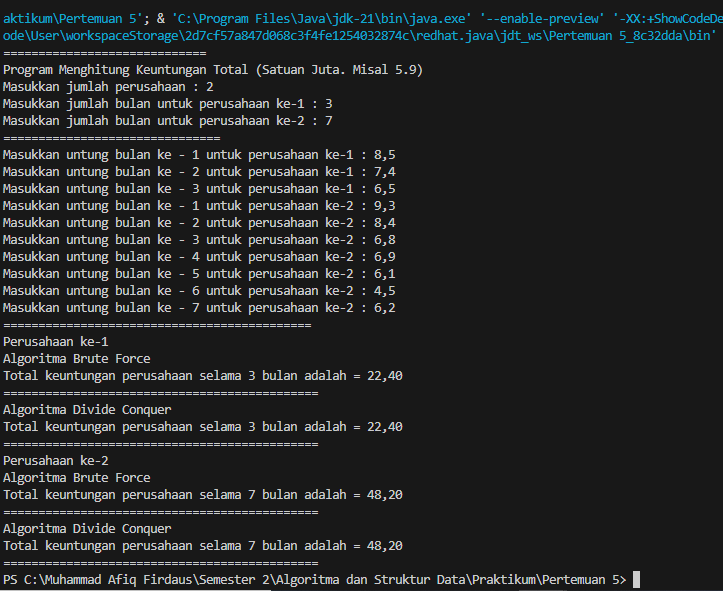 aktikum\Pertemuan 5'; & 'C:\Program Files\Java\jdk-21\bin\java.exe' '--enable-preview' '-XX:+ShowCodeDe
ode\User\workspaceStorage\2d7cf57a847d068c3f4fe1254032874c\redhat.java\jdt_ws\Pertemuan 5_8c32dda\bin'
=============================
Program Menghitung Keuntungan Total (Satuan Juta. Misal 5.9)
Masukkan jumlah perusahaan : 2
Masukkan jumlah bulan untuk perusahaan ke-1 : 3
Masukkan jumlah bulan untuk perusahaan ke-2 : 7
===============================
Masukkan untung bulan ke - 1 untuk perusahaan ke-1 : 8,5
Masukkan untung bulan ke - 2 untuk perusahaan ke-1 : 7,4
Masukkan untung bulan ke - 3 untuk perusahaan ke-1 : 6,5
Masukkan untung bulan ke - 1 untuk perusahaan ke-2 : 9,3
Masukkan untung bulan ke - 2 untuk perusahaan ke-2 : 8,4
Masukkan untung bulan ke - 3 untuk perusahaan ke-2 : 6,8
Masukkan untung bulan ke - 4 untuk perusahaan ke-2 : 6,9
Masukkan untung bulan ke - 5 untuk perusahaan ke-2 : 6,1
Masukkan untung bulan ke - 6 untuk perusahaan ke-2 : 4,5
Masukkan untung bulan ke - 7 untuk perusahaan ke-2 : 6,2
============================================
Perusahaan ke-1
Algoritma Brute Force
Total keuntungan perusahaan selama 3 bulan adalah = 22,40
=============================================
Algoritma Divide Conquer
Total keuntungan perusahaan selama 3 bulan adalah = 22,40
=============================================
Perusahaan ke-2
Algoritma Brute Force
Total keuntungan perusahaan selama 7 bulan adalah = 48,20
=============================================
Algoritma Divide Conquer
Total keuntungan perusahaan selama 7 bulan adalah = 48,20
=============================================
PS C:\Muhammad Afiq Firdaus\Semester 2\Algoritma dan Struktur Data\Praktikum\Pertemuan 5>